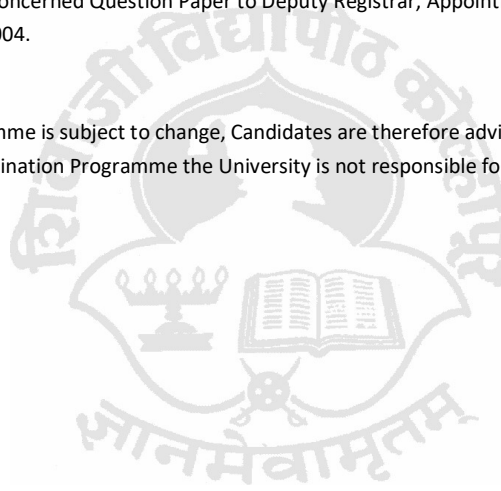 oncerned Question Paper to Deputy Registrar, Appoint
004.
nme is subject to change, Candidates are therefore advi
ination Programme the University is not responsible fo
शिवाजी विद्यापीठ कोल्हापूर
ज्ञानमेवामृतम्